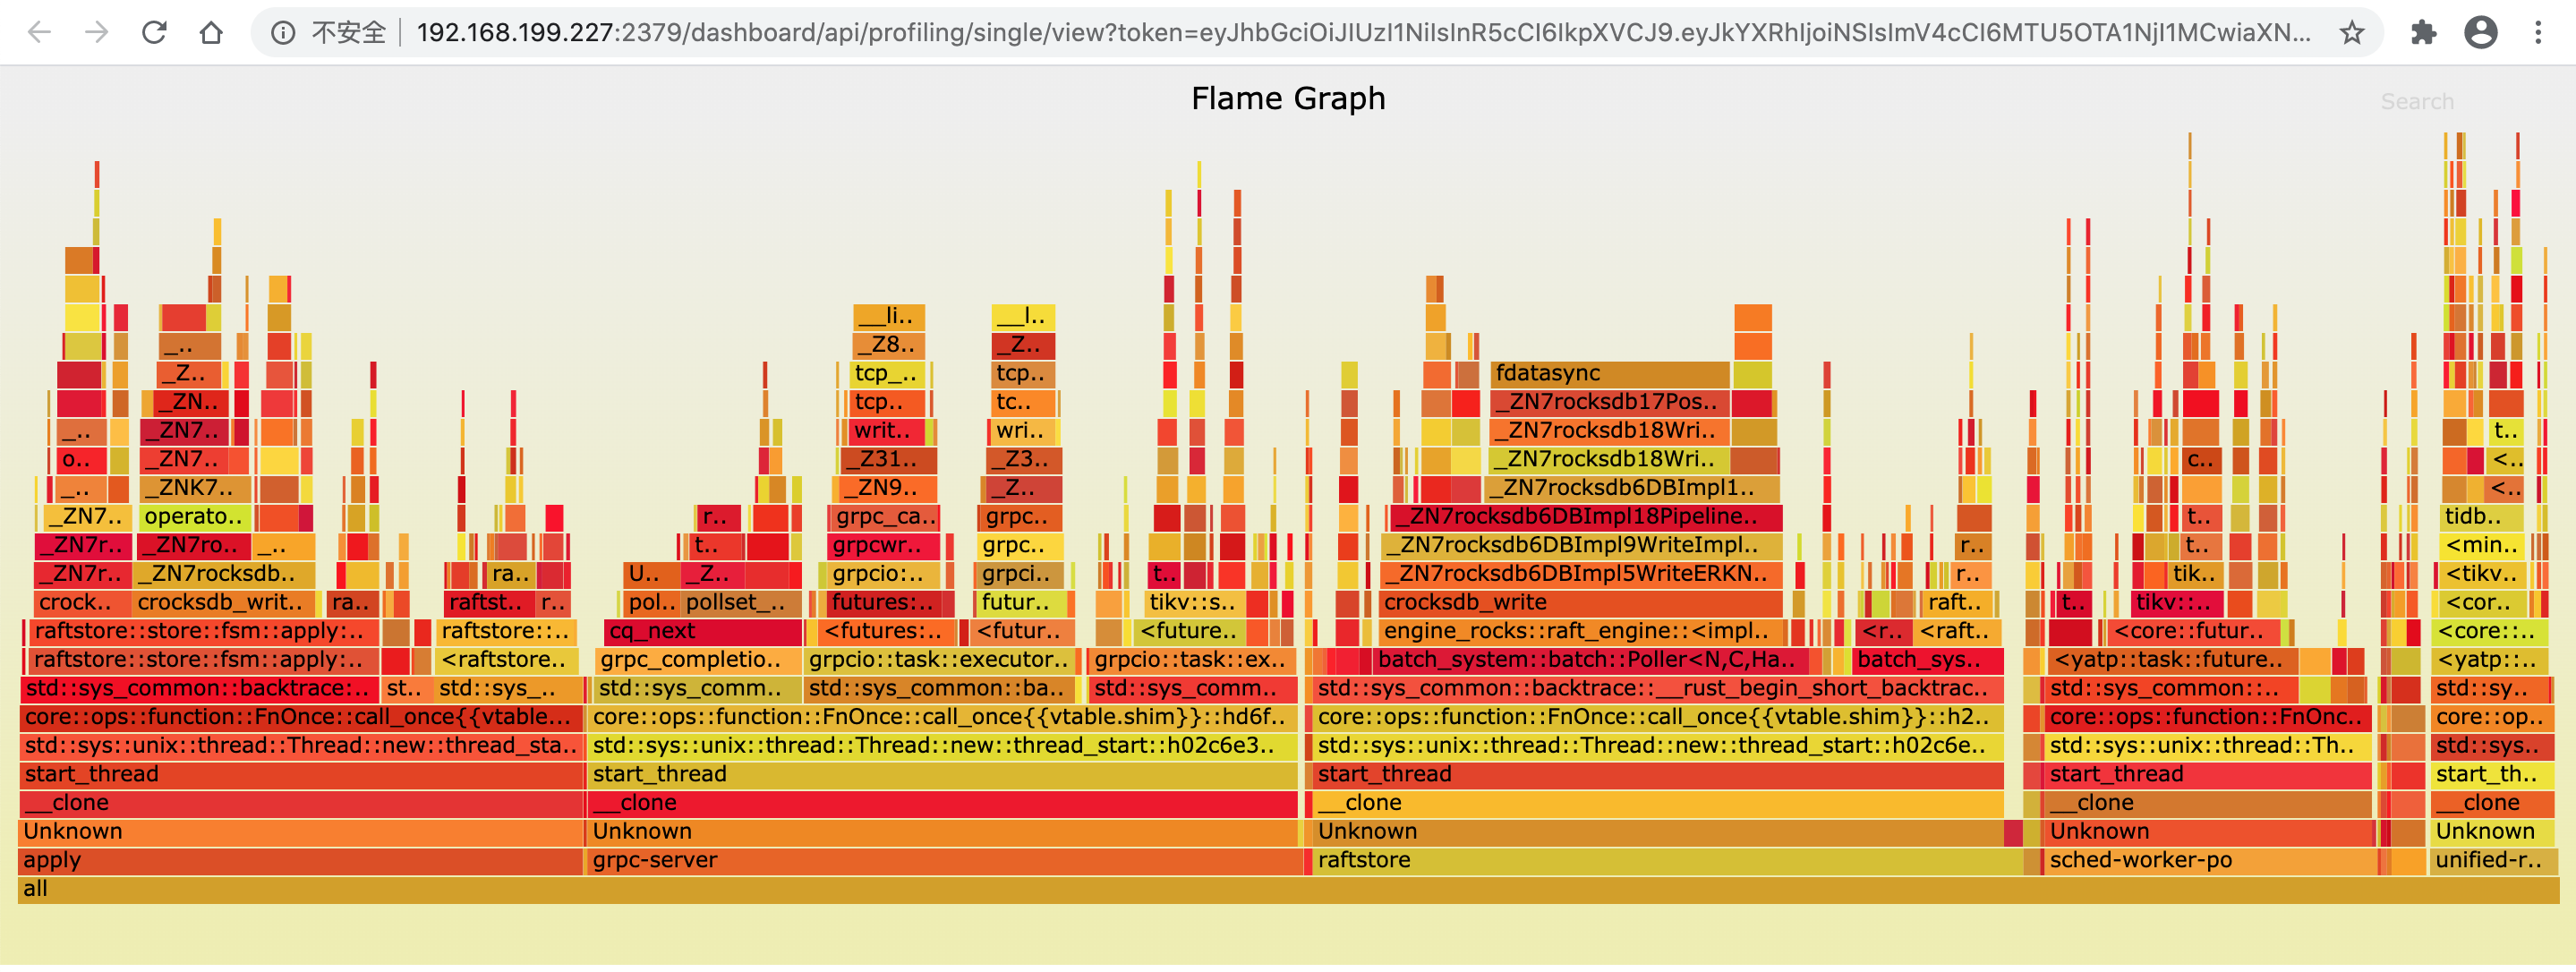 不安全 192.168.199.227:2379/dashboard/api/profiling/single/view?token=eyJhbGciOiJIUzI1NiIsInR5cCI6IkpXVCJ9.eyJkYXRhIjoiNSIsImV4cCI6MTU5OTA1NjI1MCwiaXN...
Flame Graph
Search
__li.. __l..
_.. _Z8.. _Z..
_Z.. tcp_.. tcp.. fdatasync
_ZN.. tcp.. tc.. _ZN7rocksdb17Pos..
_.. _ZN7.. writ.. wri.. _ZN7rocksdb18Wri.. t..
o.. _ZN7.. _Z31.. _Z3.. _ZN7rocksdb18Wri.. c.. <..
_.. _ZNK7.. _ZN9.. _Z.. _ZN7rocksdb6DBImpl1.. <..
_ZN7.. operato.. r.. grpc_ca.. grpc.. _ZN7rocksdb6DBImpl18Pipeline.. t.. tidb..
_ZN7r.. _ZN7ro.. _.. t.. grpcwr.. grpc.. _ZN7rocksdb6DBImpl9WriteImpl.. r.. t.. <min..
_ZN7r.. _ZN7rocksdb.. ra.. U.. _Z.. grpcio:.. grpci.. t.. _ZN7rocksdb6DBImpl5WriteERKN.. r.. tik.. <tikv..
crock.. crocksdb_writ.. ra.. raftst.. r.. pol.. pollset_.. futures:.. futur.. tikv::s.. crocksdb_write raft.. t.. tikv::.. <cor..
raftstore::store::fsm::apply:.. raftstore::.. cq_next <futures:.. <futur.. <future.. engine_rocks::raft_engine::<impl.. <r.. <raft.. <core::futur.. <core::..
raftstore::store::fsm::apply:.. <raftstore.. grpc_completio.. grpcio::task::executor.. grpcio::task::ex.. batch_system::batch::Poller<N,C,Ha.. batch_sys.. <yatp::task::future.. <yatp::..
std::sys_common::backtrace:.. st.. std::sys_.. std::sys_comm.. std::sys_common::ba.. std::sys_comm.. std::sys_common::backtrace::__rust_begin_short_backtrac.. std::sys_common::.. std::sy..
core::ops::function::FnOnce::call_once{{vtable... core::ops::function::FnOnce::call_once{{vtable.shim}}::hd6f.. core::ops::function::FnOnce::call_once{{vtable.shim}}::h2.. core::ops::function::FnOnc.. core::op..
std::sys::unix::thread::Thread::new::thread_sta.. std::sys::unix::thread::Thread::new::thread_start::h02c6e3.. std::sys::unix::thread::Thread::new::thread_start::h02c6e.. std::sys::unix::thread::Th.. std::sys..
start_thread start_thread start_thread start_thread start_th..
__clone __clone __clone __clone __clone
Unknown Unknown Unknown Unknown Unknown
apply grpc-server raftstore sched-worker-po unified-r..
all